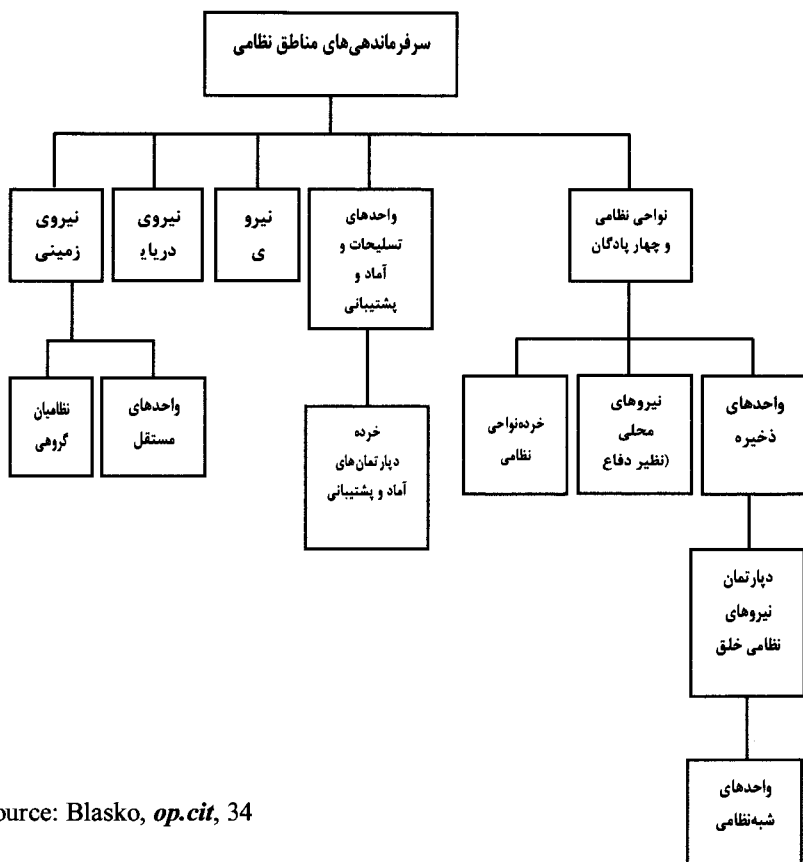 سرفرماندهی‌های مناطق نظامی
نواحی نظامی
و چهار پادگان
واحدهای
تسلیحات و
آماد و
پشتیبانی
نیرو
ی
نیروی
دریای
نیروی
زمینی
واحدهای
ذخیره
نیروهای
محلی
(نظیر دفاع
خرده‌نواحی
نظامی
خرده
دپارتمان‌های
آماد و پشتیبانی
واحدهای
مستقل
نظامیان
گروهی
دپارتمان
نیروهای
نظامی خلق
واحدهای
شبه‌نظامی
ource: Blasko, op.cit, 34